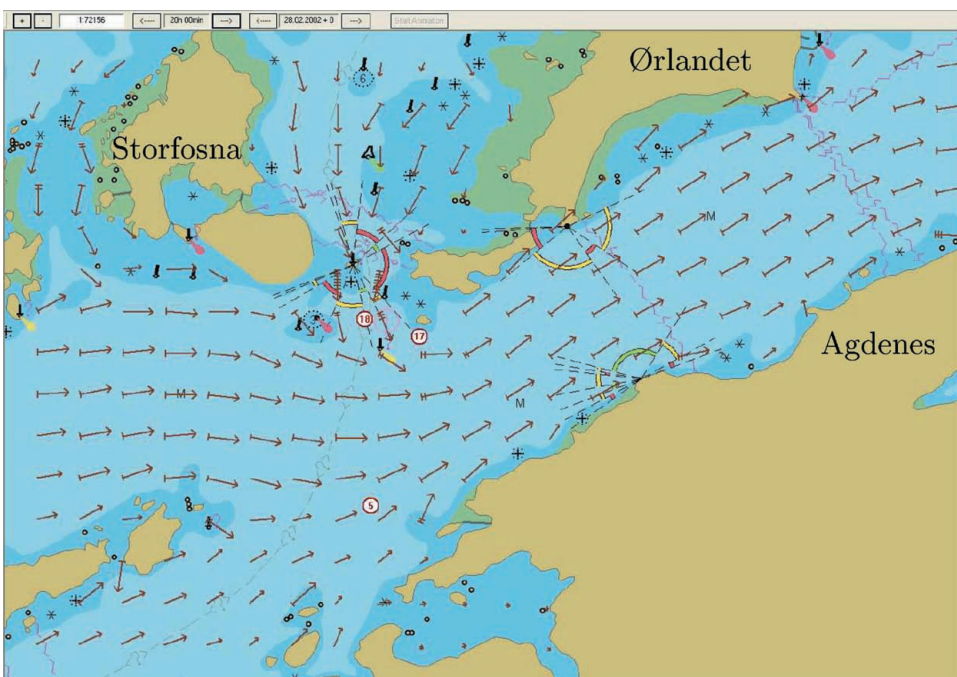 + - 1:72156 <---- 20h 00min ---> <---- 28.02.2002 + 0 ---> Start Animation
6
Ørlandet
Storfosna
M
18
17
Agdenes
M
M
5